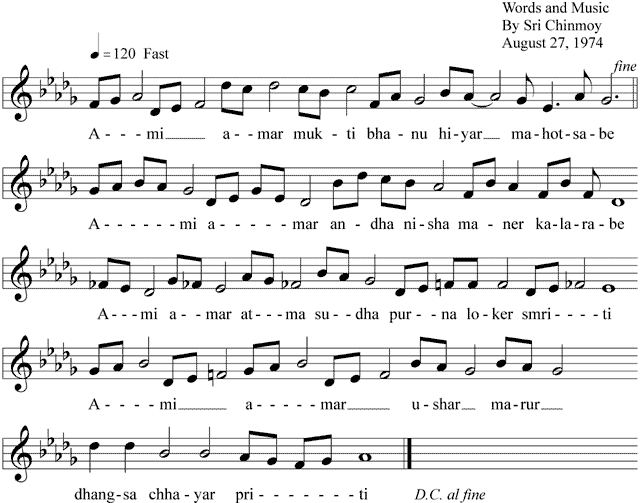 Words and Music
By Sri Chinmoy
August 27, 1974
= 120 Fast
fine
A - - - mi a - mar muk - ti bha - nu hi - yar ma - hot - sa - be
A - - - - - - mi a - - - - mar an - dha ni - sha ma - ner ka - la - ra - be
A - - - mi a - mar at - - ma su - dha pur - - na lo - ker smri - - - - ti
A - - - - - mi a - - - - - mar u - shar ma - rur
dhang - sa chha - yar pri - - - - - - - ti D.C. al fine